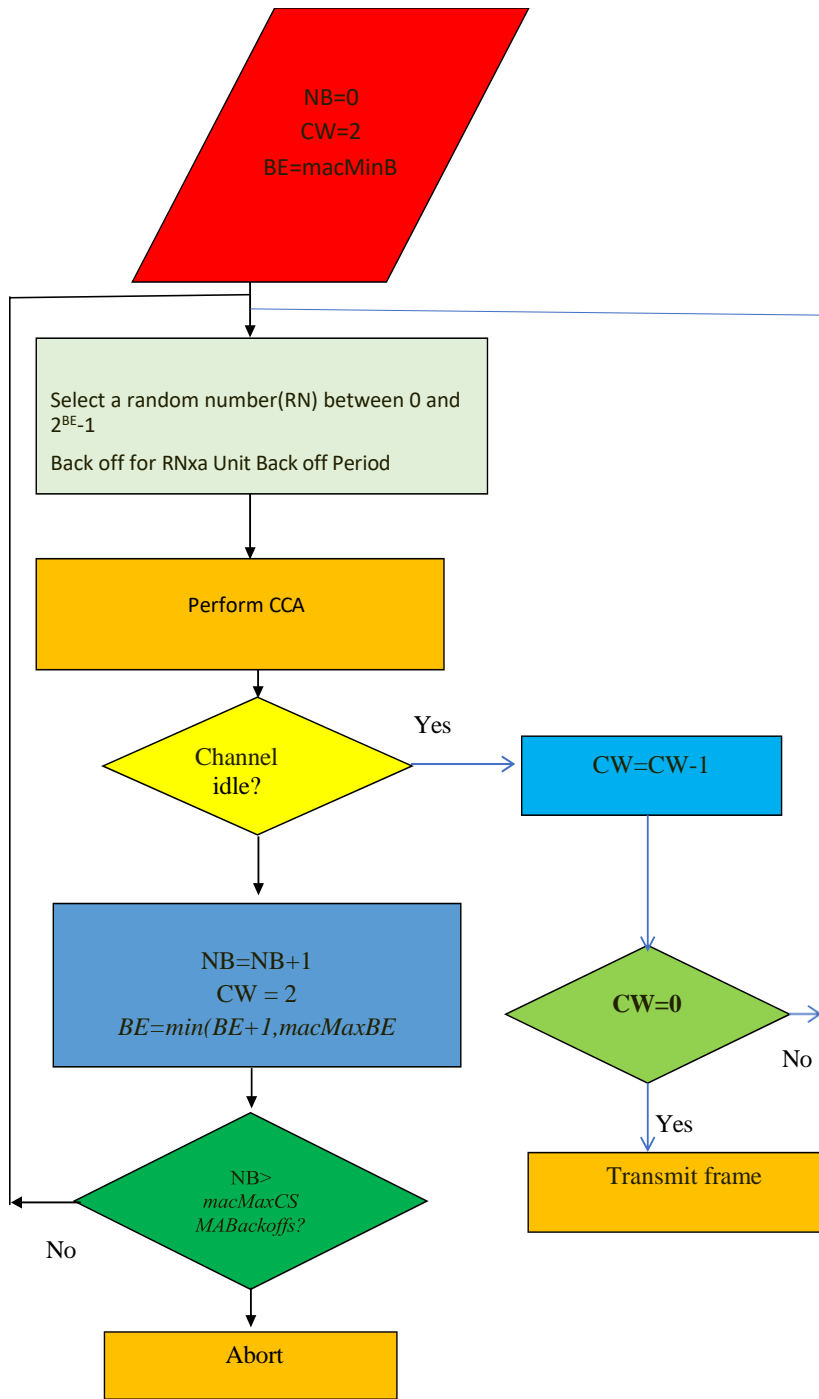 NB=0
CW=2
BE=macMinB
Select a random number(RN) between 0 and
2^BE-1
Back off for RNxa Unit Back off Period
Perform CCA
Channel
idle?
Yes
CW=CW-1
NB=NB+1
CW = 2
BE=min(BE+1,macMaxBE
CW=0
No
Yes
Transmit frame
NB>
macMaxCS
MABackoffs?
No
Abort